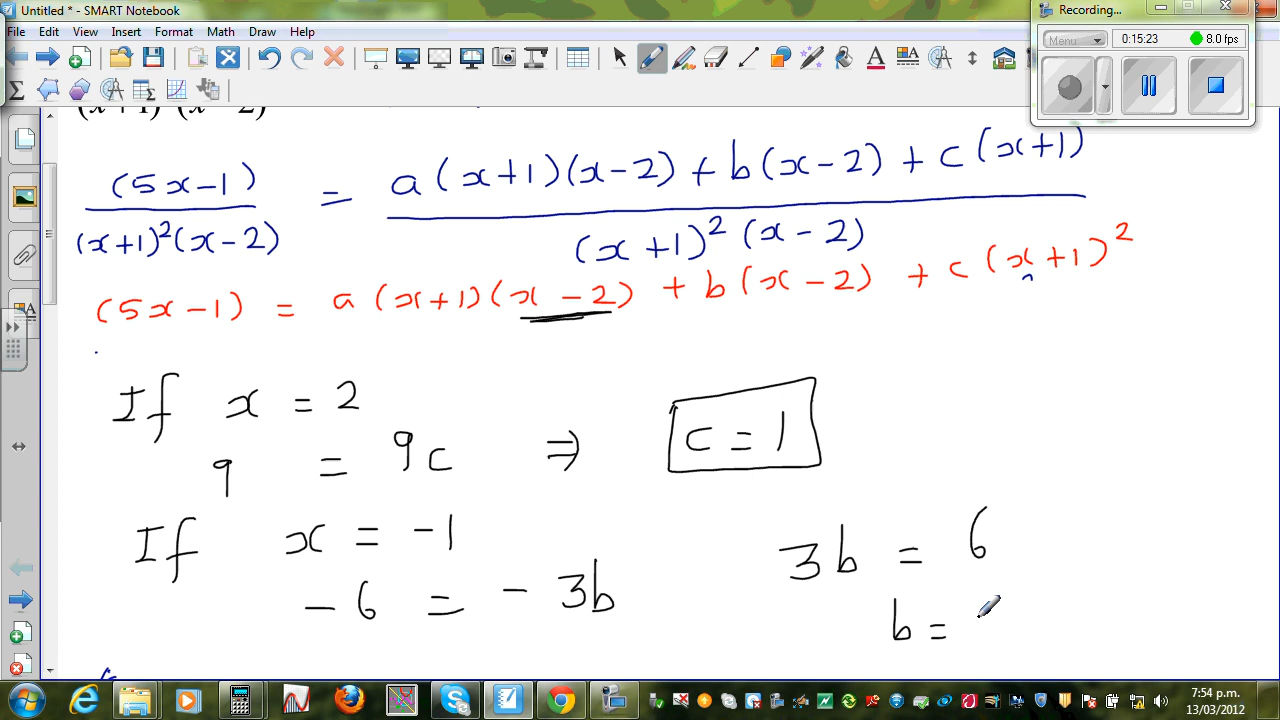 Untitled * - SMART Notebook
Recording...
File Edit View Insert Format Math Draw Help
Menu 0:15:23 8.0 fps
(5x-1) / (x+1)²(x-2) = a(x+1)(x-2) + b(x-2) + c(x+1) / (x+1)²(x-2)
(5x-1) = a(x+1)(x-2) + b(x-2) + c(x+1)²
If x = 2
9 = 9c ⇒ c = 1
If x = -1
-6 = -3b
3b = 6
b =
7:54 p.m.
13/03/2012